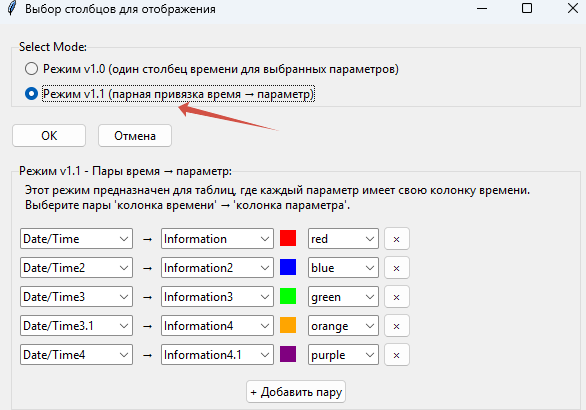 Выбор столбцов для отображения
Select Mode:
Режим v1.0 (один столбец времени для выбранных параметров)
Режим v1.1 (парная привязка время → параметр)
ОК Отмена
Режим v1.1 - Пары время → параметр:
Этот режим предназначен для таблиц, где каждый параметр имеет свою колонку времени.
Выберите пары 'колонка времени' → 'колонка параметра'.
Date/Time → Information red ×
Date/Time2 → Information2 blue ×
Date/Time3 → Information3 green ×
Date/Time3.1 → Information4 orange ×
Date/Time4 → Information4.1 purple ×
+ Добавить пару